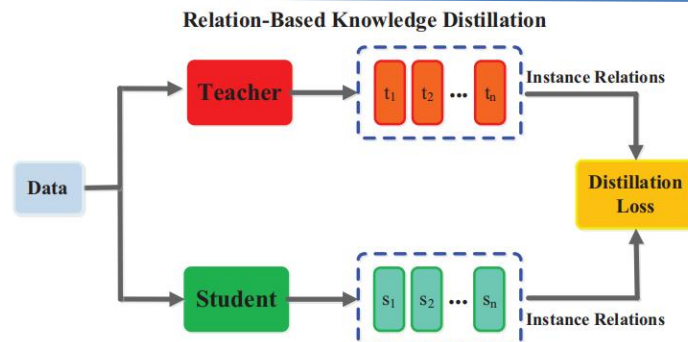 Relation-Based Knowledge Distillation
Teacher
t₁ t₂ ... tₙ
Instance Relations
Data
Distillation
Loss
Student
s₁ s₂ ... sₙ
Instance Relations